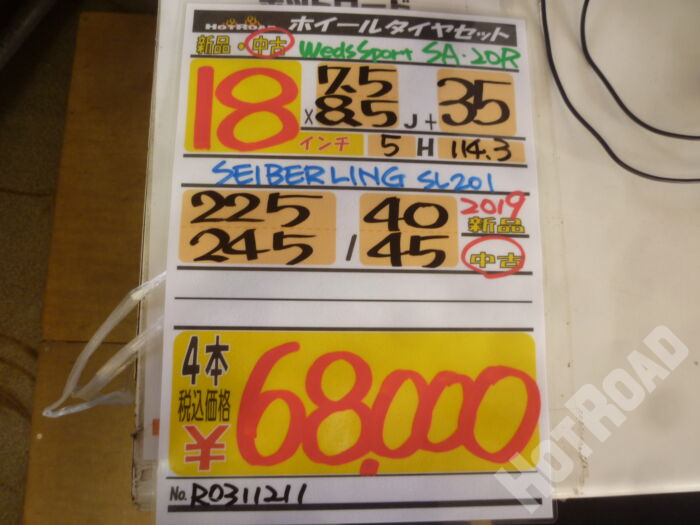 HOTROAD ホイールタイヤセット
新品・中古 WedsSport SA・20R
18 インチ × 7.5 8.5 J + 35
5 H 114.3
SEIBERLING SL201
225 / 40 2019 新品
245 / 45 中古
4本
税込価格
¥68,000
No. R0311211
HOTROAD